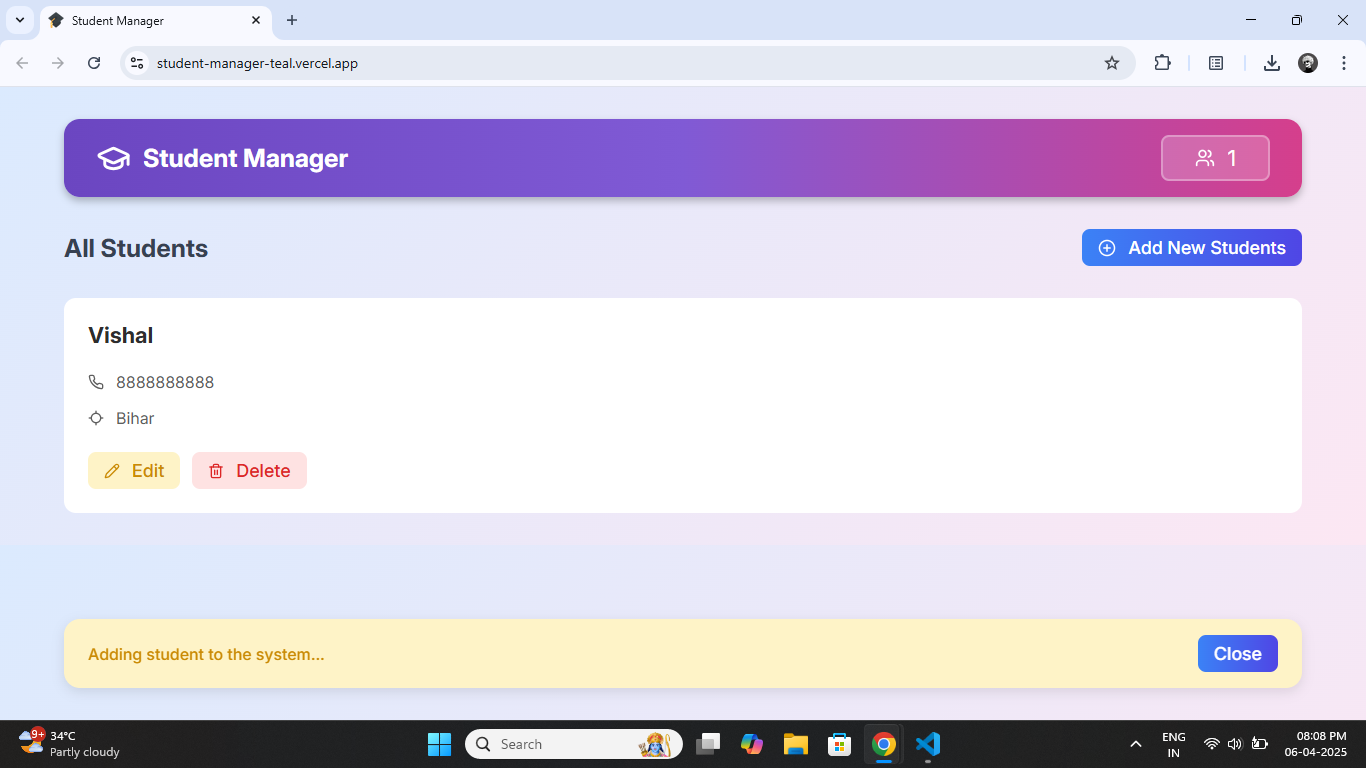 Student Manager
student-manager-teal.vercel.app
Student Manager
1
All Students
Add New Students
Vishal
8888888888
Bihar
Edit
Delete
Adding student to the system...
Close
9+
34°C
Partly cloudy
Search
ENG
IN
08:08 PM
06-04-2025